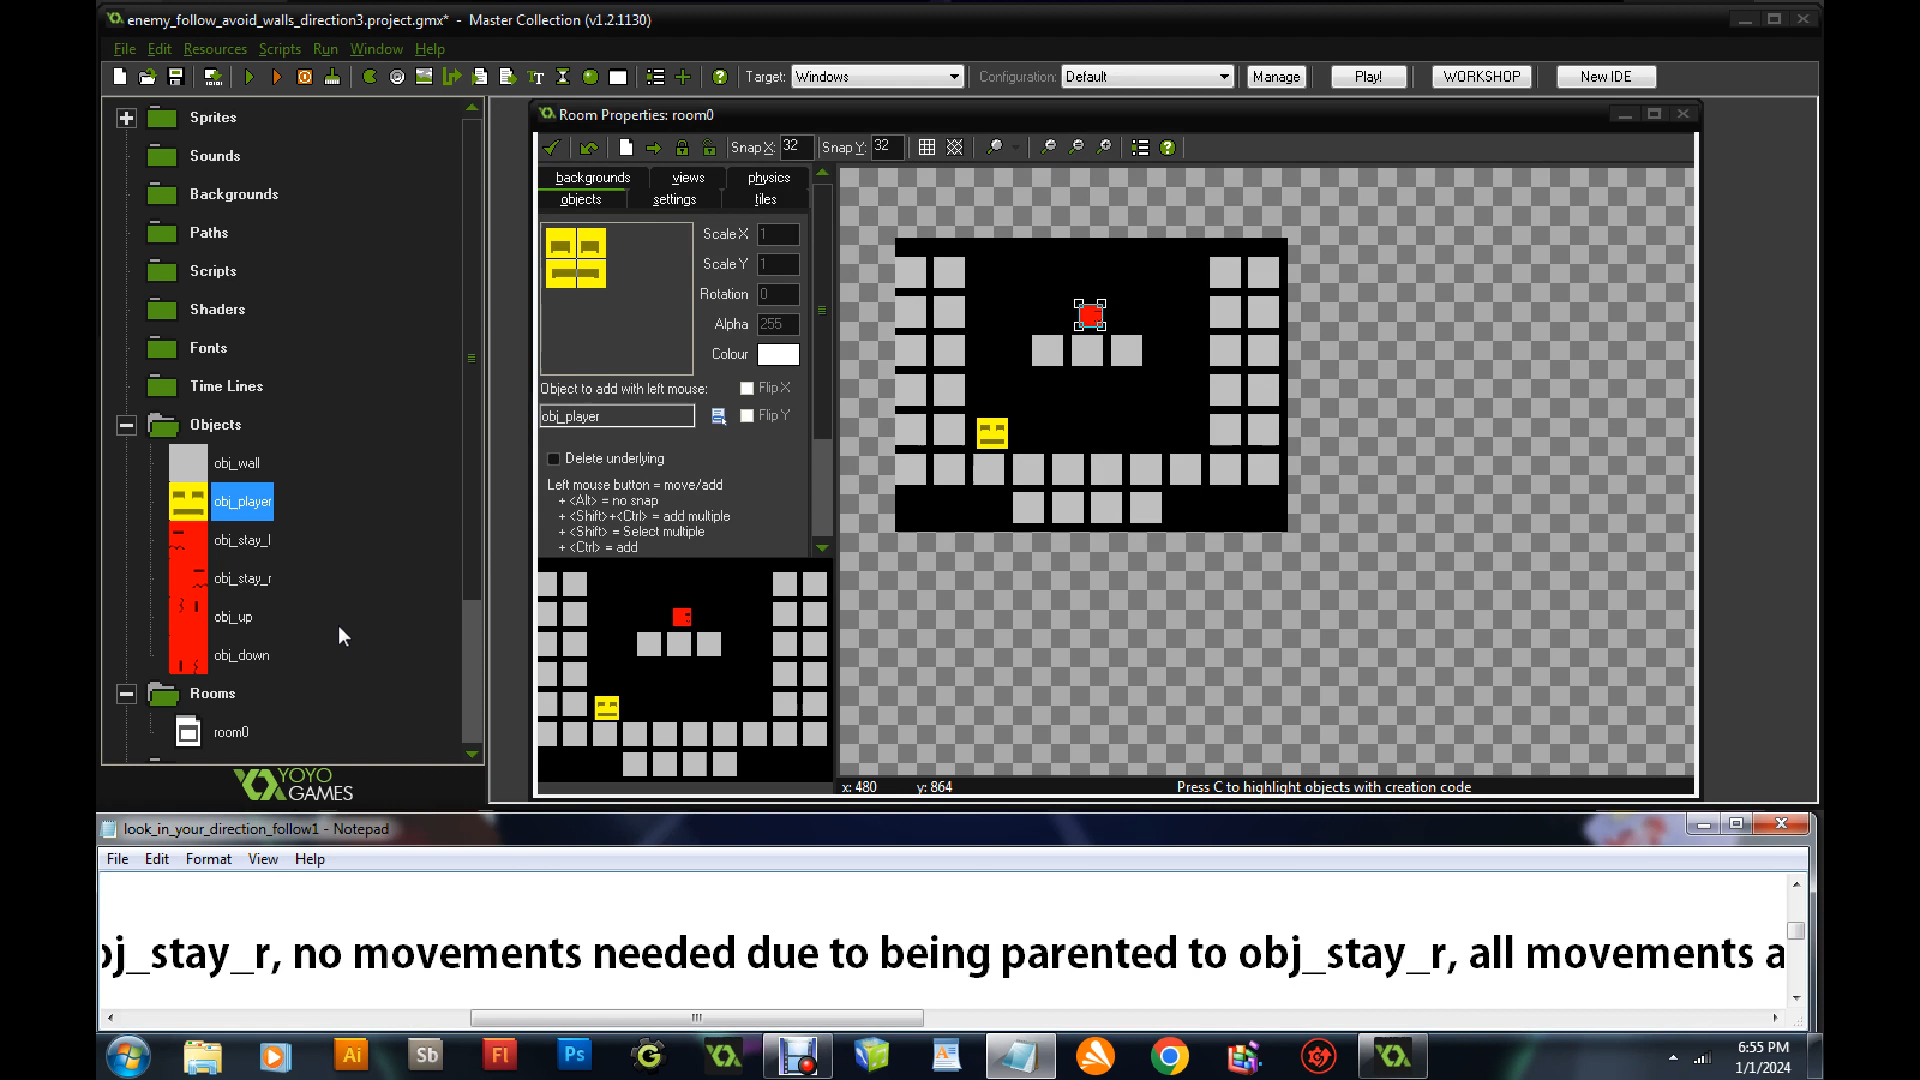 enemy_follow_avoid_walls_direction3.project.gmx* - Master Collection (v1.2.1130)
File Edit Resources Scripts Run Window Help
Target: Windows Configuration: Default Manage Play! WORKSHOP New IDE
Sprites
Sounds
Backgrounds
Paths
Scripts
Shaders
Fonts
Time Lines
Objects
obj_wall
obj_player
obj_stay_l
obj_stay_r
obj_up
obj_down
Rooms
room0
YOYO
GAMES
Room Properties: room0
Snap X: 32 Snap Y: 32
backgrounds views physics
objects settings tiles
Scale X 1
Scale Y 1
Rotation 0
Alpha 255
Colour
Object to add with left mouse: Flip X
obj_player Flip Y
Delete underlying
Left mouse button = move/add
+ <Alt> = no snap
+ <Shift>+<Ctrl> = add multiple
+ <Shift> = Select multiple
+ <Ctrl> = add
x: 480 y: 864 Press C to highlight objects with creation code
look_in_your_direction_follow1 - Notepad
File Edit Format View Help
bj_stay_r, no movements needed due to being parented to obj_stay_r, all movements a
Ai Sb Fl Ps
6:55 PM
1/1/2024